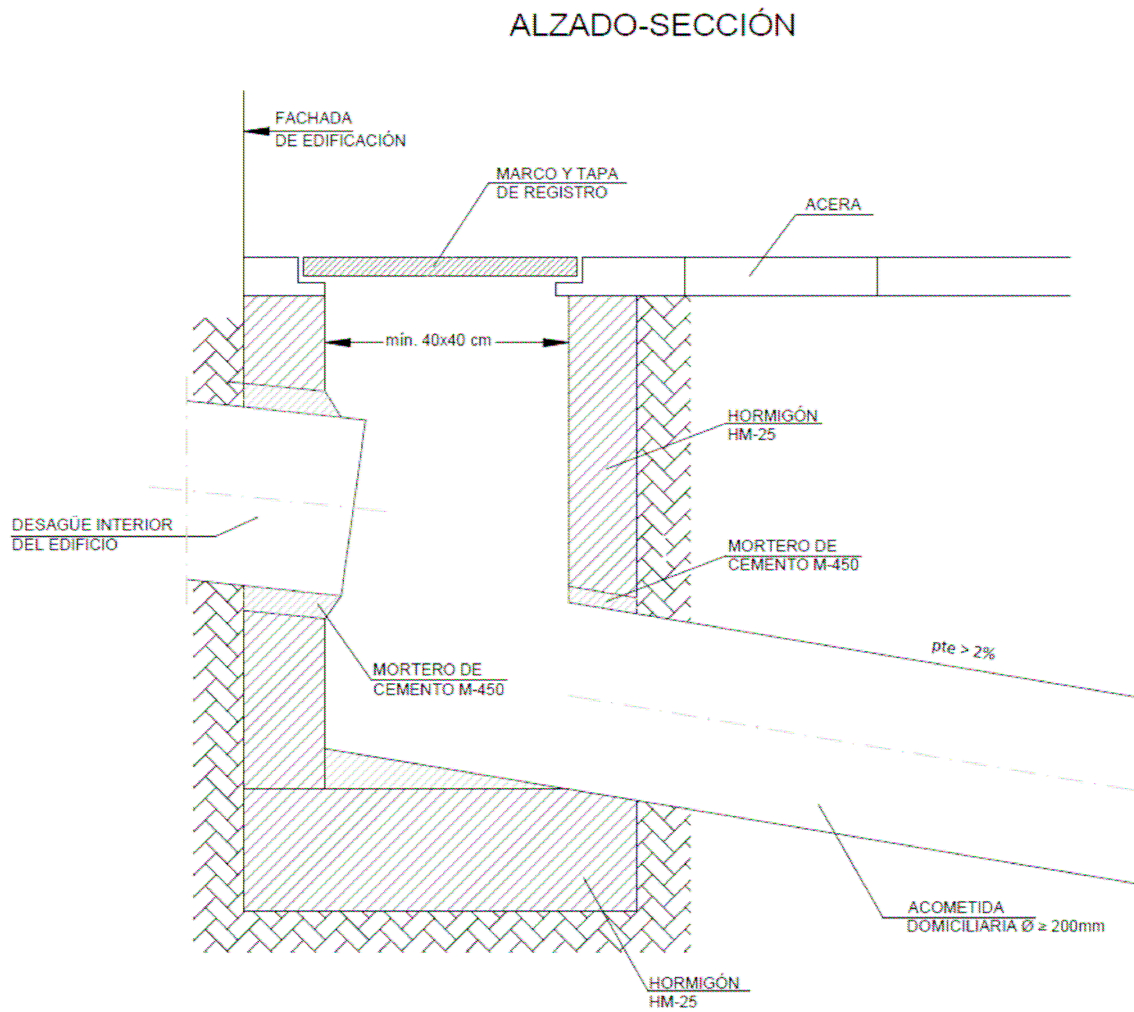 ALZADO-SECCIÓN
FACHADA
DE EDIFICACIÓN
MARCO Y TAPA
DE REGISTRO
ACERA
mín. 40x40 cm
HORMIGÓN
HM-25
DESAGÜE INTERIOR
DEL EDIFICIO
MORTERO DE
CEMENTO M-450
pte > 2%
MORTERO DE
CEMENTO M-450
ACOMETIDA
DOMICILIARIA Ø ≥ 200mm
HORMIGÓN
HM-25